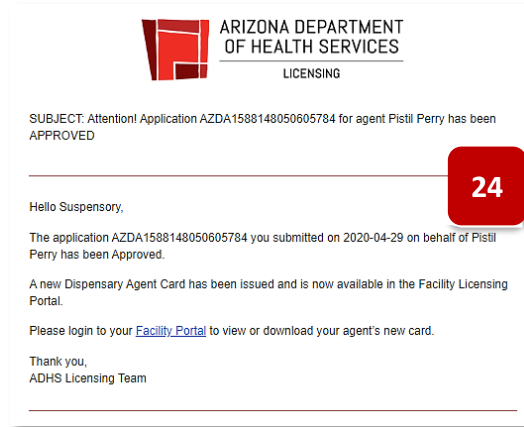 ARIZONA DEPARTMENT
OF HEALTH SERVICES
LICENSING
SUBJECT: Attention! Application AZDA1588148050605784 for agent Pistil Perry has been
APPROVED
24
Hello Suspensory,
The application AZDA1588148050605784 you submitted on 2020-04-29 on behalf of Pistil
Perry has been Approved.
A new Dispensary Agent Card has been issued and is now available in the Facility Licensing
Portal.
Please login to your Facility Portal to view or download your agent's new card.
Thank you,
ADHS Licensing Team